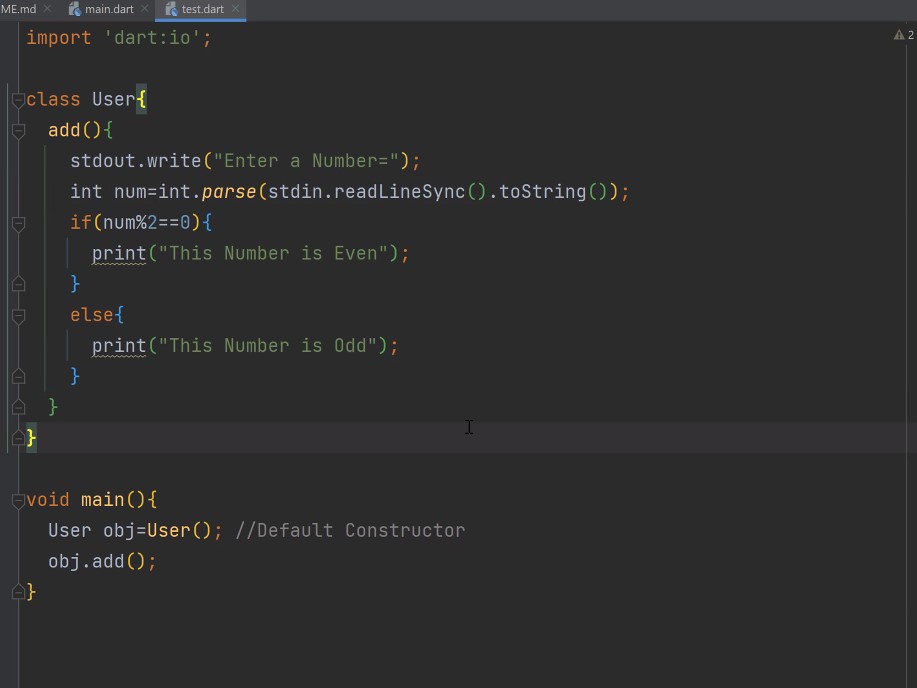 ME.md main.dart test.dart
2
import 'dart:io';
class User{
add(){
stdout.write("Enter a Number=");
int num=int.parse(stdin.readLineSync().toString());
if(num%2==0){
print("This Number is Even");
}
else{
print("This Number is Odd");
}
}
}
void main(){
User obj=User(); //Default Constructor
obj.add();
}